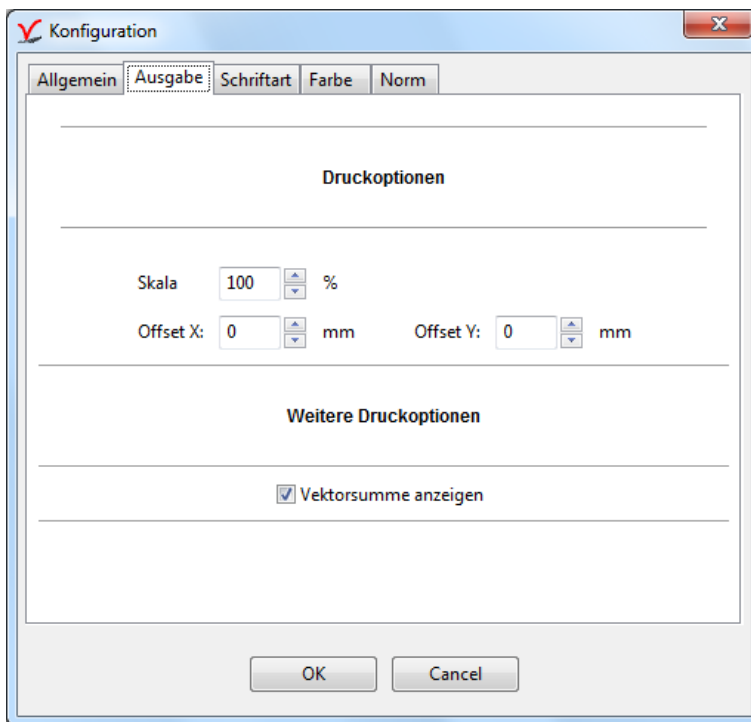 Konfiguration
Allgemein Ausgabe Schriftart Farbe Norm
Druckoptionen
Skala 100 %
Offset X: 0 mm Offset Y: 0 mm
Weitere Druckoptionen
Vektorsumme anzeigen
OK Cancel